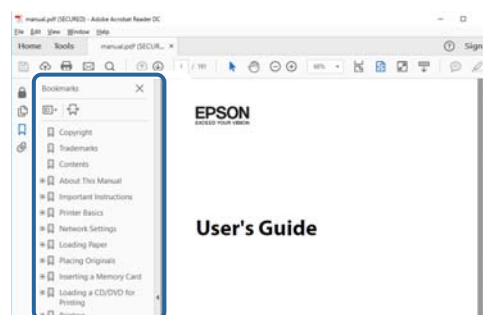 manual.pdf (SECURED) - Adobe Acrobat Reader DC
File Edit View Window Help
Home Tools manual.pdf (SECUR... × Sign
/ 191
Bookmarks
EPSON
EXCEED YOUR VISION
Copyright
Trademarks
Contents
About This Manual
Important Instructions
Printer Basics
Network Settings
User's Guide
Loading Paper
Placing Originals
Inserting a Memory Card
Loading a CD/DVD for
Printing
Printing